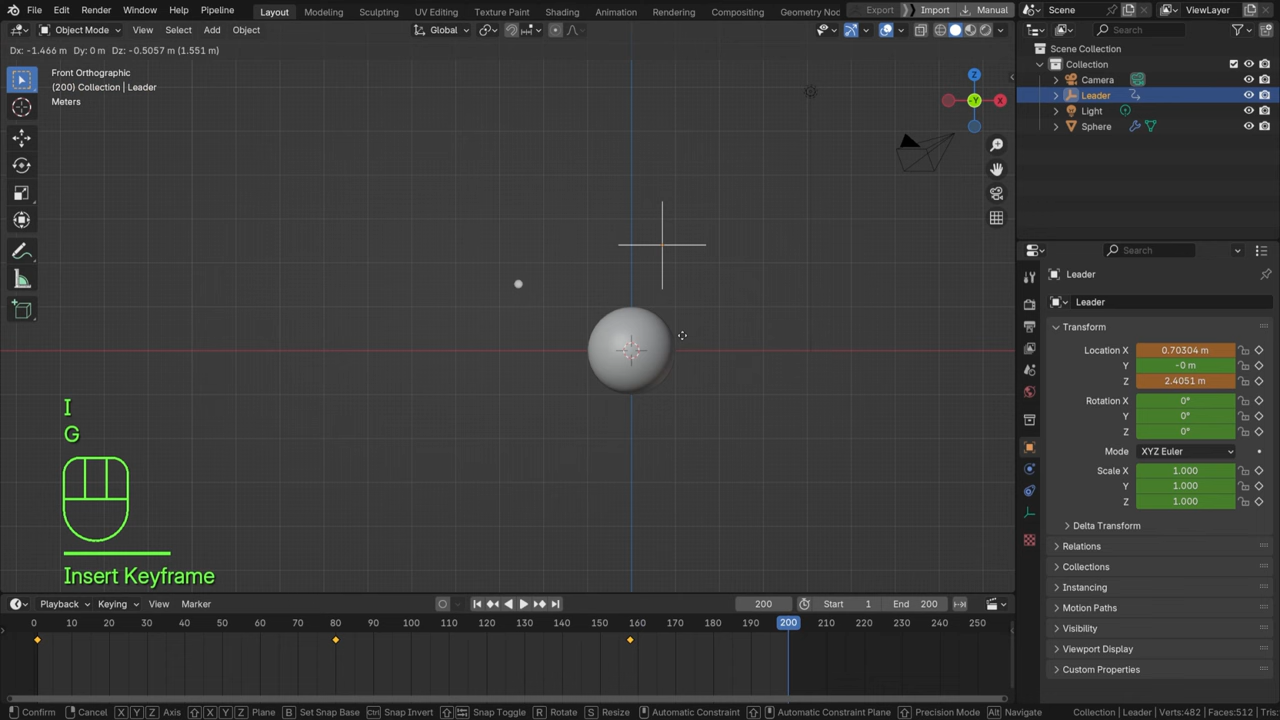 File Edit Render Window Help Pipeline Layout Modeling Sculpting UV Editing Texture Paint Shading Animation Rendering Compositing Geometry Noc Export Import Manual Scene ViewLayer
Object Mode View Select Add Object Global Search
Dx: -1.466 m Dy: 0 m Dz: -0.5057 m (1.551 m)
Scene Collection
Collection
Camera
Leader
Light
Sphere
Front Orthographic
(200) Collection | Leader
Meters
Z
-Y
X
Search
Leader
Leader
Transform
Location X 0.70304 m
Y -0 m
Z 2.4051 m
Rotation X 0°
Y 0°
Z 0°
Mode XYZ Euler
Scale X 1.000
Y 1.000
Z 1.000
Delta Transform
Relations
Collections
Instancing
Motion Paths
Visibility
Viewport Display
Custom Properties
I
G
Insert Keyframe
Playback Keying View Marker 200 Start 1 End 200
0 10 20 30 40 50 60 70 80 90 100 110 120 130 140 150 160 170 180 200 210 220 230 240 250
Confirm Cancel X Y Z Axis X Y Z Plane B Set Snap Base Ctrl Snap Invert Snap Toggle R Rotate S Resize Automatic Constraint Automatic Constraint Plane Precision Mode Alt Navigate Collection | Leader | Verts:482 | Faces:512 | Tris